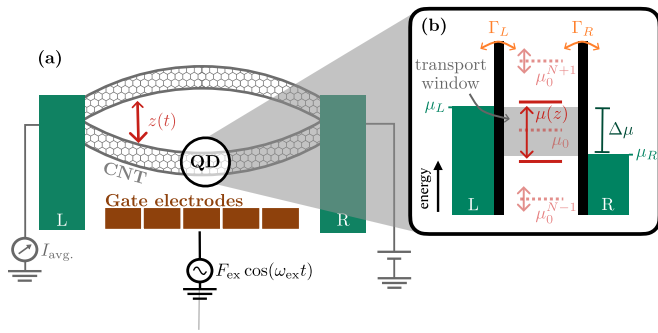 (a)
z(t)
QD
CNT
Gate electrodes
L
R
I_avg.
F_ex cos(ω_ex t)
(b)
Γ_L
Γ_R
μ_0^{N+1}
transport
window
μ_L
μ(z)
μ_0
Δμ
μ_R
energy
μ_0^{N-1}
L
R